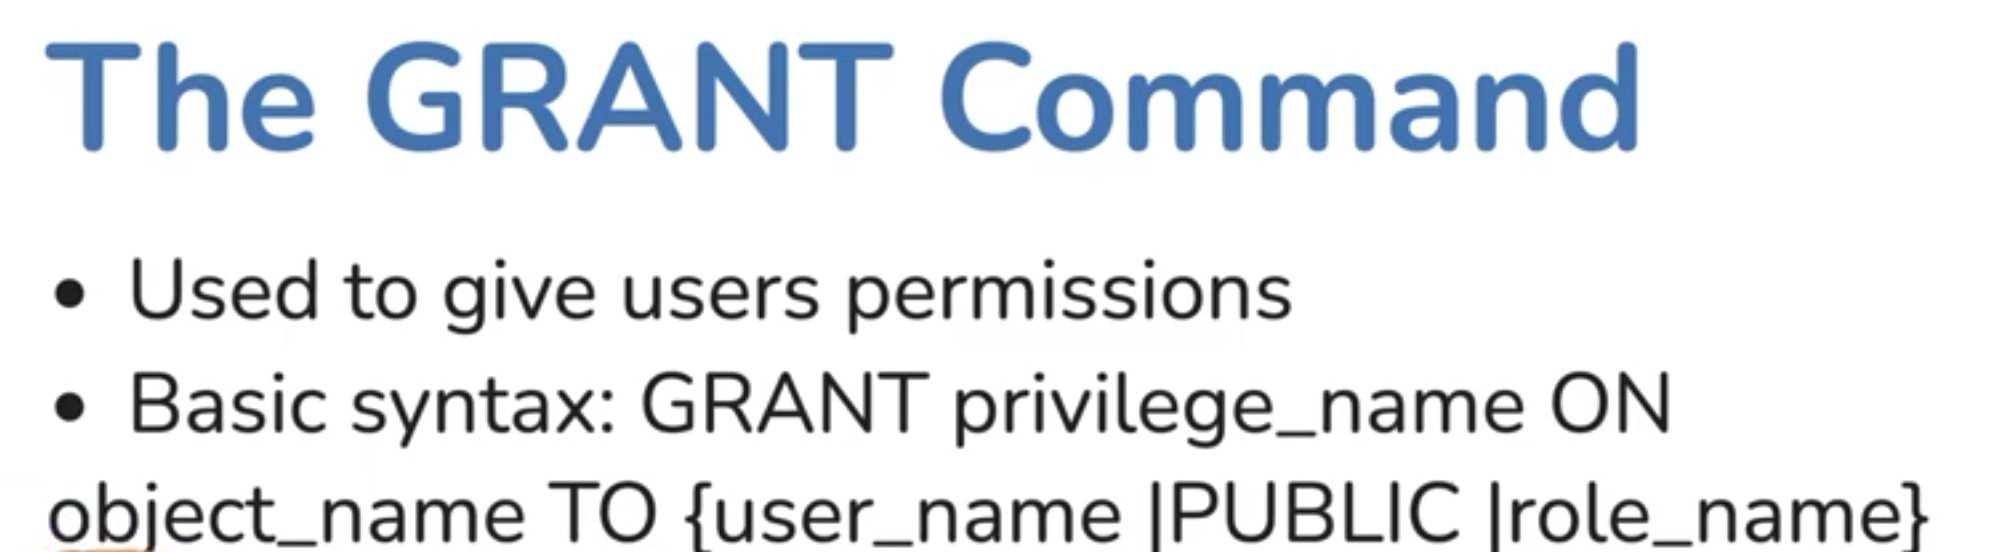 The GRANT Command
• Used to give users permissions
• Basic syntax: GRANT privilege_name ON
object_name TO {user_name |PUBLIC |role_name}